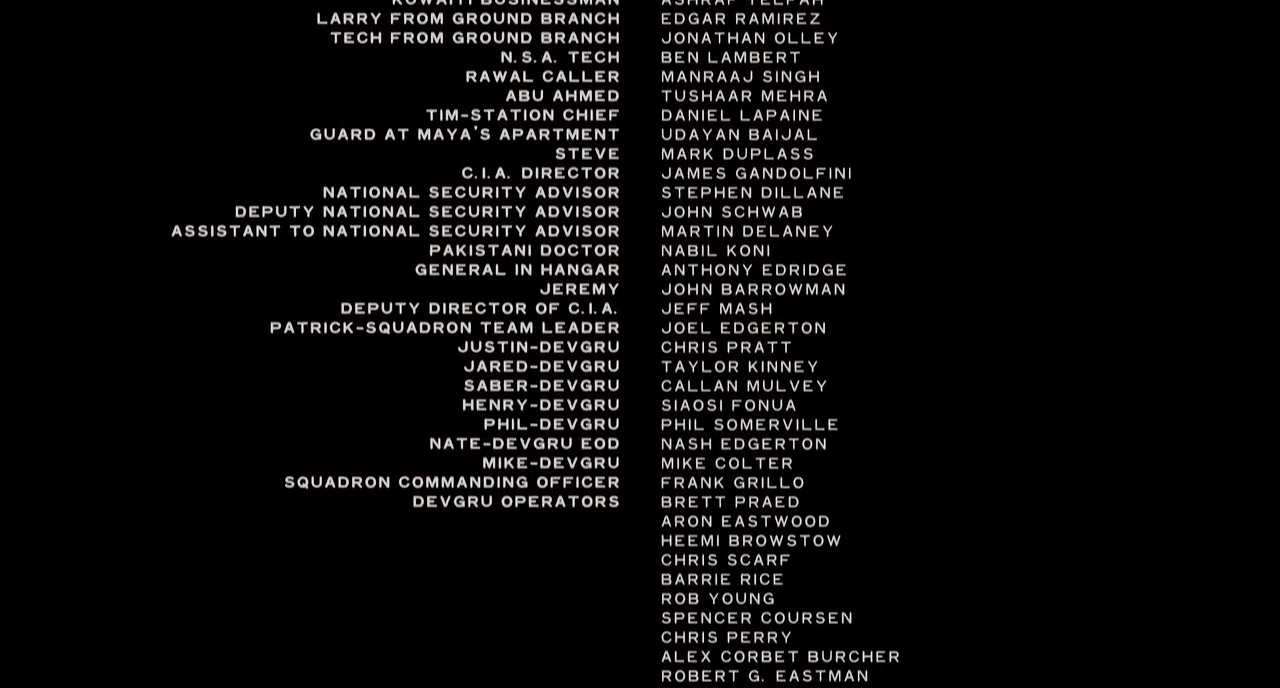 KUWAITI BUSINESSMAN ASHRAF TELFAH
LARRY FROM GROUND BRANCH EDGAR RAMIREZ
TECH FROM GROUND BRANCH JONATHAN OLLEY
N.S.A. TECH BEN LAMBERT
RAWAL CALLER MANRAAJ SINGH
ABU AHMED TUSHAAR MEHRA
TIM-STATION CHIEF DANIEL LAPAINE
GUARD AT MAYA'S APARTMENT UDAYAN BAIJAL
STEVE MARK DUPLASS
C.I.A. DIRECTOR JAMES GANDOLFINI
NATIONAL SECURITY ADVISOR STEPHEN DILLANE
DEPUTY NATIONAL SECURITY ADVISOR JOHN SCHWAB
ASSISTANT TO NATIONAL SECURITY ADVISOR MARTIN DELANEY
PAKISTANI DOCTOR NABIL KONI
GENERAL IN HANGAR ANTHONY EDRIDGE
JEREMY JOHN BARROWMAN
DEPUTY DIRECTOR OF C.I.A. JEFF MASH
PATRICK-SQUADRON TEAM LEADER JOEL EDGERTON
JUSTIN-DEVGRU CHRIS PRATT
JARED-DEVGRU TAYLOR KINNEY
SABER-DEVGRU CALLAN MULVEY
HENRY-DEVGRU SIAOSI FONUA
PHIL-DEVGRU PHIL SOMERVILLE
NATE-DEVGRU EOD NASH EDGERTON
MIKE-DEVGRU MIKE COLTER
SQUADRON COMMANDING OFFICER FRANK GRILLO
DEVGRU OPERATORS BRETT PRAED
ARON EASTWOOD
HEEMI BROWSTOW
CHRIS SCARF
BARRIE RICE
ROB YOUNG
SPENCER COURSEN
CHRIS PERRY
ALEX CORBET BURCHER
ROBERT G. EASTMAN